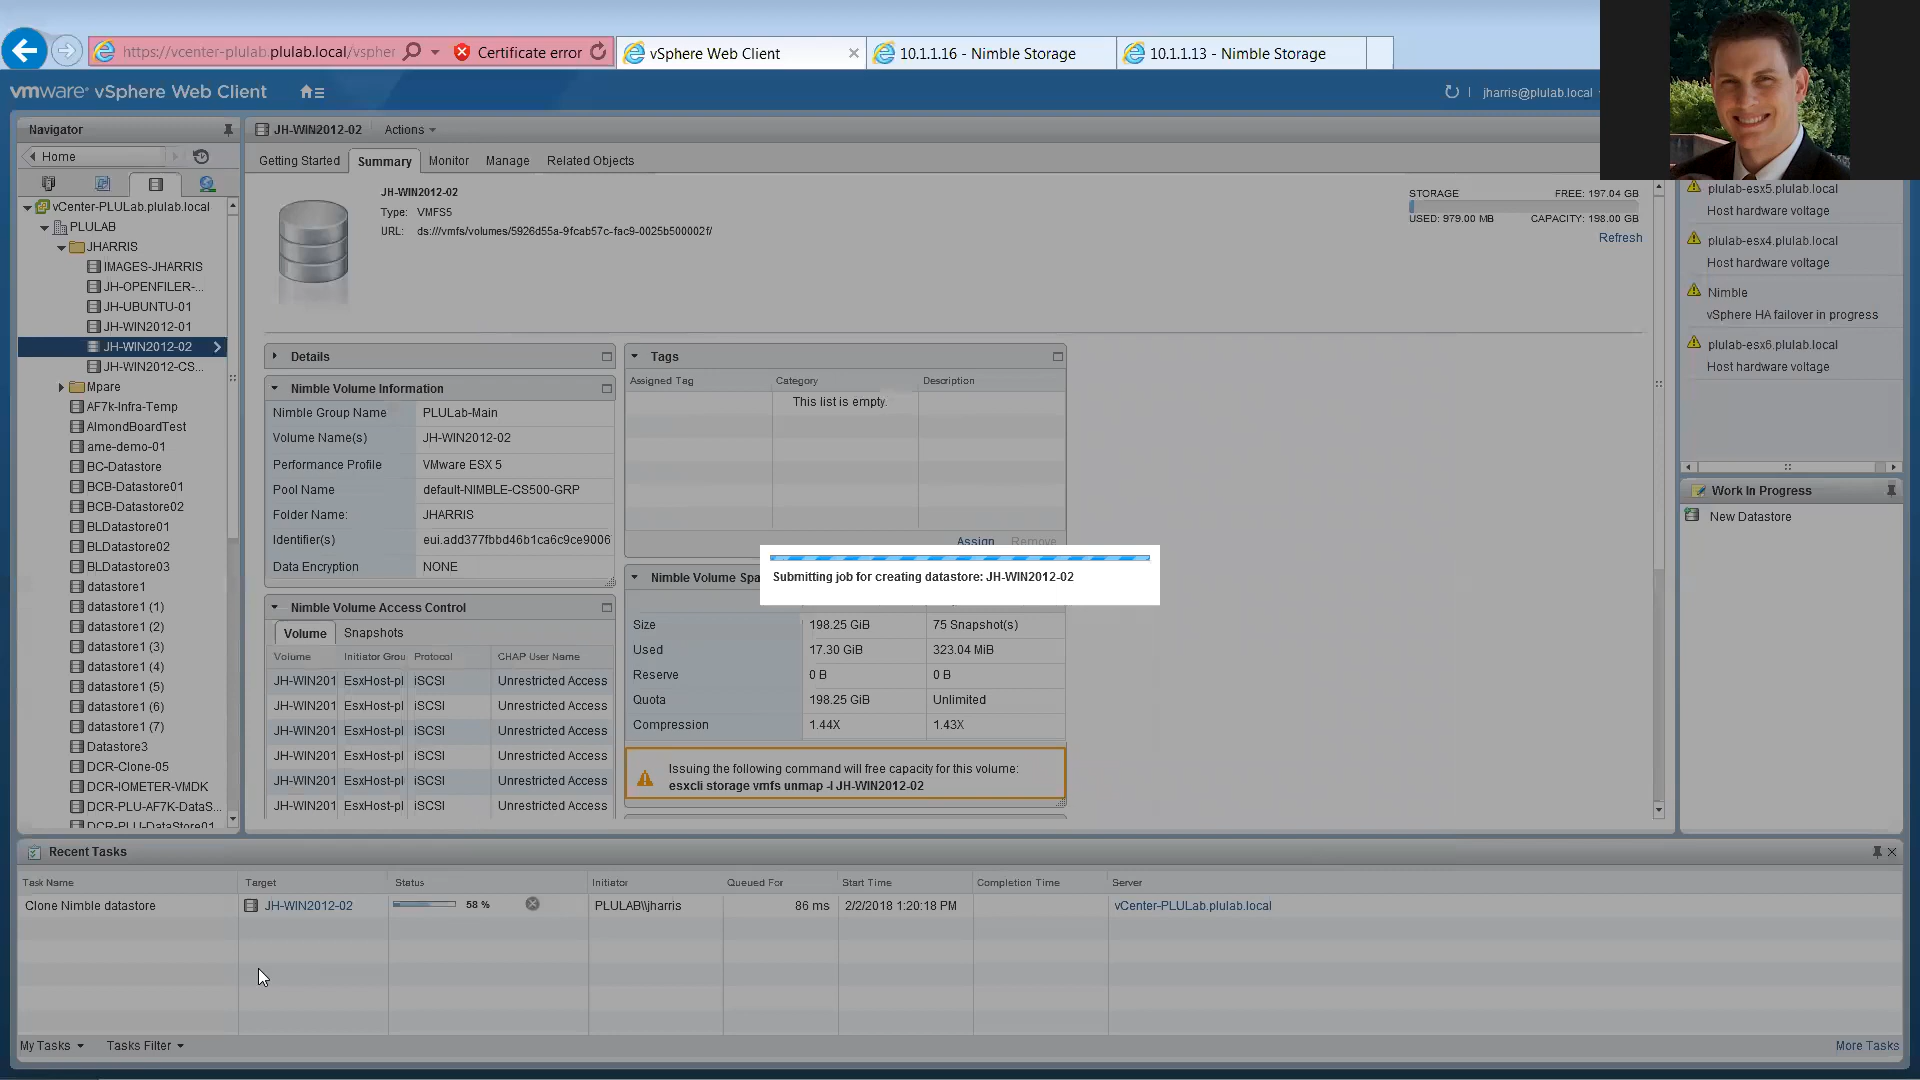 https://vcenter-plulab.plulab.local/vspher
Certificate error
vSphere Web Client
10.1.1.16 - Nimble Storage
10.1.1.13 - Nimble Storage
vmware® vSphere Web Client
jharris@plulab.local
Navigator
Home
vCenter-PLULab.plulab.local
PLULAB
JHARRIS
IMAGES-JHARRIS
JH-OPENFILER-...
JH-UBUNTU-01
JH-WIN2012-01
JH-WIN2012-02
JH-WIN2012-CS...
Mpare
AF7k-Infra-Temp
AlmondBoardTest
ame-demo-01
BC-Datastore
BCB-Datastore01
BCB-Datastore02
BLDatastore01
BLDatastore02
BLDatastore03
datastore1
datastore1 (1)
datastore1 (2)
datastore1 (3)
datastore1 (4)
datastore1 (5)
datastore1 (6)
datastore1 (7)
Datastore3
DCR-Clone-05
DCR-IOMETER-VMDK
DCR-PLU-AF7K-DataS...
DCR-PLU-DataStore01
JH-WIN2012-02 Actions
Getting Started Summary Monitor Manage Related Objects
JH-WIN2012-02
Type: VMFS5
URL: ds:///vmfs/volumes/5926d55a-9fcab57c-fac9-0025b500002f/
STORAGE FREE: 197.04 GB
USED: 979.00 MB CAPACITY: 198.00 GB
Refresh
Details
Nimble Volume Information
Nimble Group Name PLULab-Main
Volume Name(s) JH-WIN2012-02
Performance Profile VMware ESX 5
Pool Name default-NIMBLE-CS500-GRP
Folder Name: JHARRIS
Identifier(s) eui.add377fbbd46b1ca6c9ce9006
Data Encryption NONE
Nimble Volume Access Control
Volume Snapshots
Volume Initiator Grou Protocol CHAP User Name
JH-WIN201 EsxHost-pl iSCSI Unrestricted Access
JH-WIN201 EsxHost-pl iSCSI Unrestricted Access
JH-WIN201 EsxHost-pl iSCSI Unrestricted Access
JH-WIN201 EsxHost-pl iSCSI Unrestricted Access
JH-WIN201 EsxHost-pl iSCSI Unrestricted Access
JH-WIN201 EsxHost-pl iSCSI Unrestricted Access
Tags
Assigned Tag Category Description
This list is empty.
Assign Remove
Submitting job for creating datastore: JH-WIN2012-02
Nimble Volume Spa
Size 198.25 GiB 75 Snapshot(s)
Used 17.30 GiB 323.04 MiB
Reserve 0 B 0 B
Quota 198.25 GiB Unlimited
Compression 1.44X 1.43X
Issuing the following command will free capacity for this volume:
esxcli storage vmfs unmap -l JH-WIN2012-02
plulab-esx5.plulab.local
Host hardware voltage
plulab-esx4.plulab.local
Host hardware voltage
Nimble
vSphere HA failover in progress
plulab-esx6.plulab.local
Host hardware voltage
Work In Progress
New Datastore
Recent Tasks
Task Name Target Status Initiator Queued For Start Time Completion Time Server
Clone Nimble datastore JH-WIN2012-02 58 % PLULAB\\jharris 86 ms 2/2/2018 1:20:18 PM vCenter-PLULab.plulab.local
My Tasks Tasks Filter More Tasks